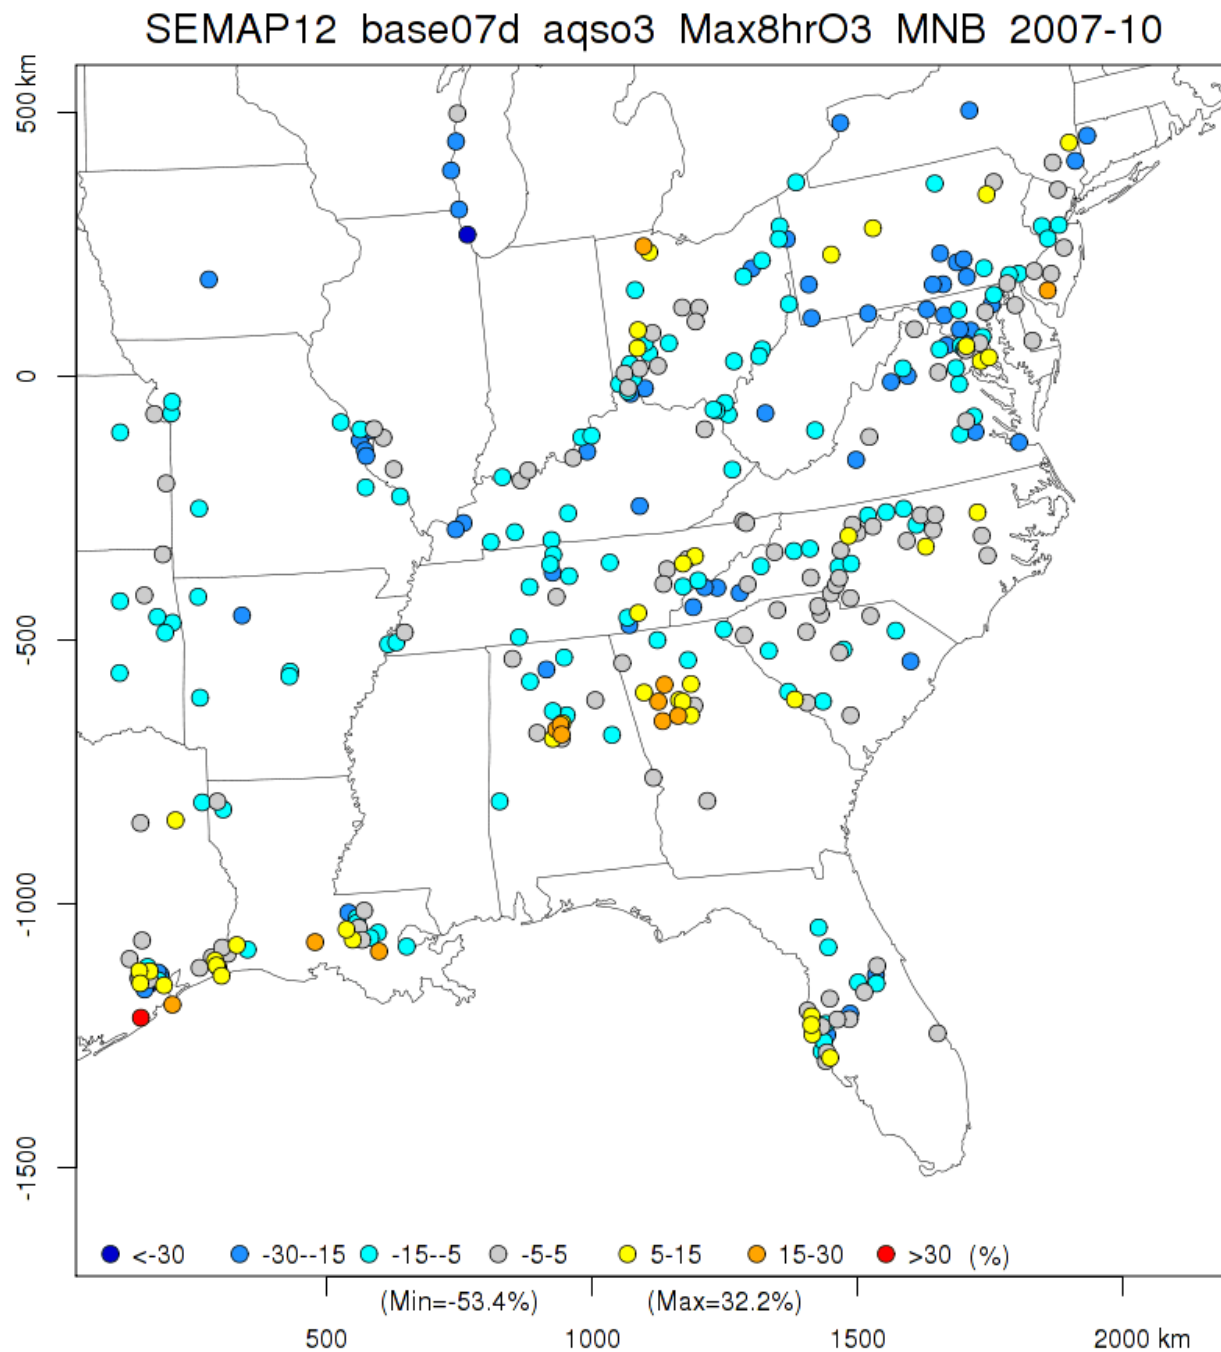 SEMAP12 base07d aqso3 Max8hrO3 MNB 2007-10
500 km
0
-500
-1000
-1500
<-30 -30--15 -15--5 -5-5 5-15 15-30 >30 (%)
(Min=-53.4%) (Max=32.2%)
500 1000 1500 2000 km